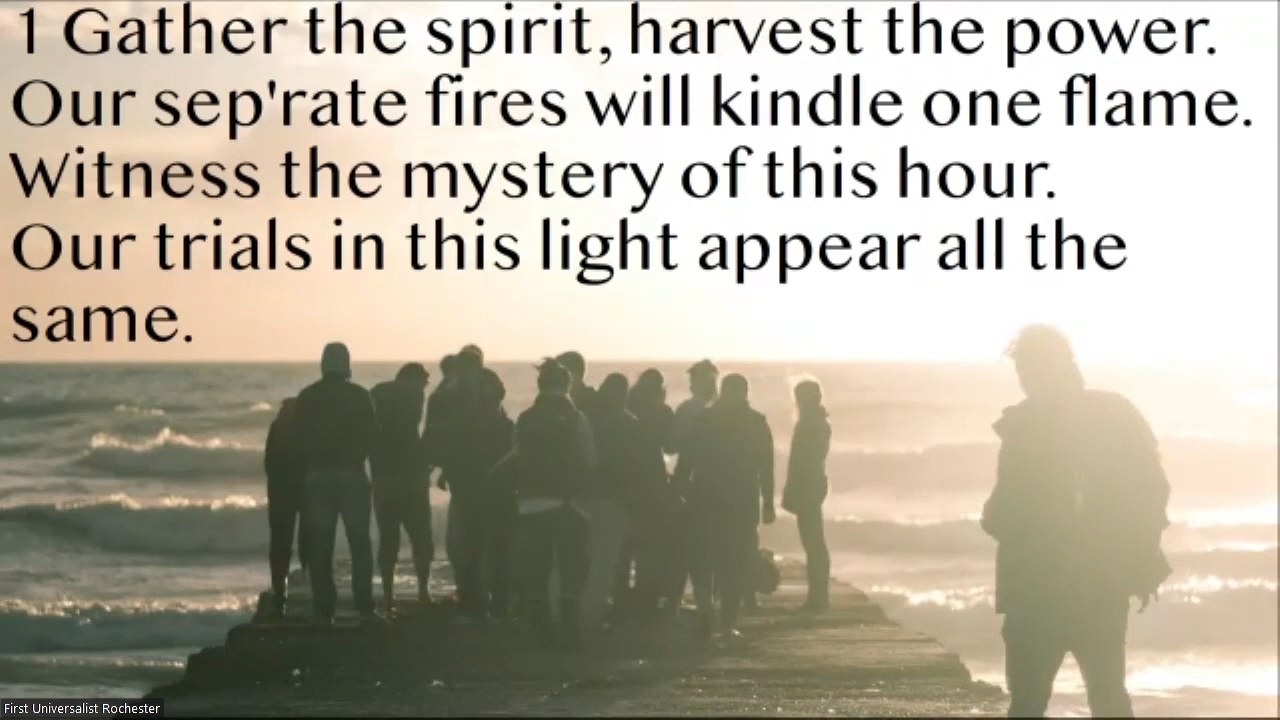 1 Gather the spirit, harvest the power.
Our sep'rate fires will kindle one flame.
Witness the mystery of this hour.
Our trials in this light appear all the
same.
First Universalist Rochester